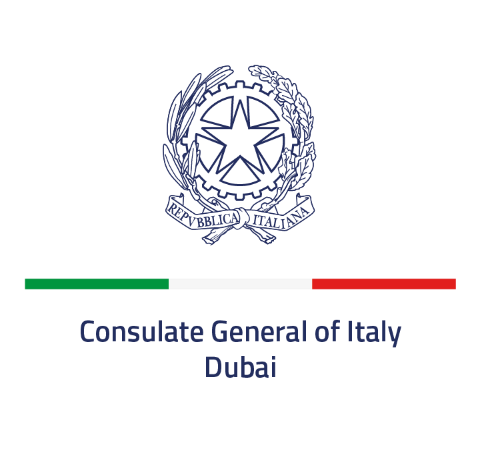 REPVBBLICA ITALIANA
Consulate General of Italy
Dubai